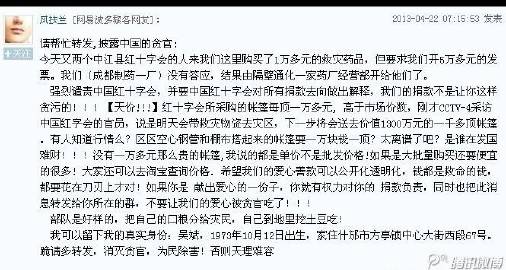 凤扶兰 [网易波多黎各网友]：
2013-04-22 07:15:53 发表
+ 关注
请帮忙转发，披露中国的贪官：
今天又两个中江县红十字会的人来我们这里购买了1万多元的救灾药品，但要求我们开5万多元的发
票。我们（成都制药一厂）没有答应，结果由隔壁通化一家药厂经营部开给他们了。
强烈谴责中国红十字会，并要中国红十字会对所有捐款去向做出解释，我们的捐款不是让你这样
贪污的！！！【天价!!!】红十字会所采购的帐篷每顶一万多元，高于市场价数，刚才CCTV-4采访
中国红字会的官员，说是明天会带救灾物资去灾区，下一步将会送去价值1300万元的一千多顶帐篷
。有人知道行情么？区区空心钢管和棚布搭起来的帐篷要一万块钱一顶？太离谱了吧？是谁在发国
难财！！！没有一万多元那么贵的帐篷,我说的都是单价不是批发价格!如果是大批量购买还要便宜
的很多!大家还可以去淘宝查询价格。希望我们的爱心善款可以公开化透明化，钱都是救命的钱，
都要花在刀刃上才对！如果你是 献出爱心的一份子，你就有权力对你的 捐款负责，同时也把此消
息转发给你所在的群，不要让我们的爱心被贪官吃了！！！
部队是好样的，把自己的口粮分给灾民，自己到地里挖土豆吃！
我可以留下我的真实身份：吴斌，1973年10月12日出生，家住什邡市方亭镇中心大街西段67号。
跪请多转发，消灭贪官，为民除害！否则天理难容
腾讯微博